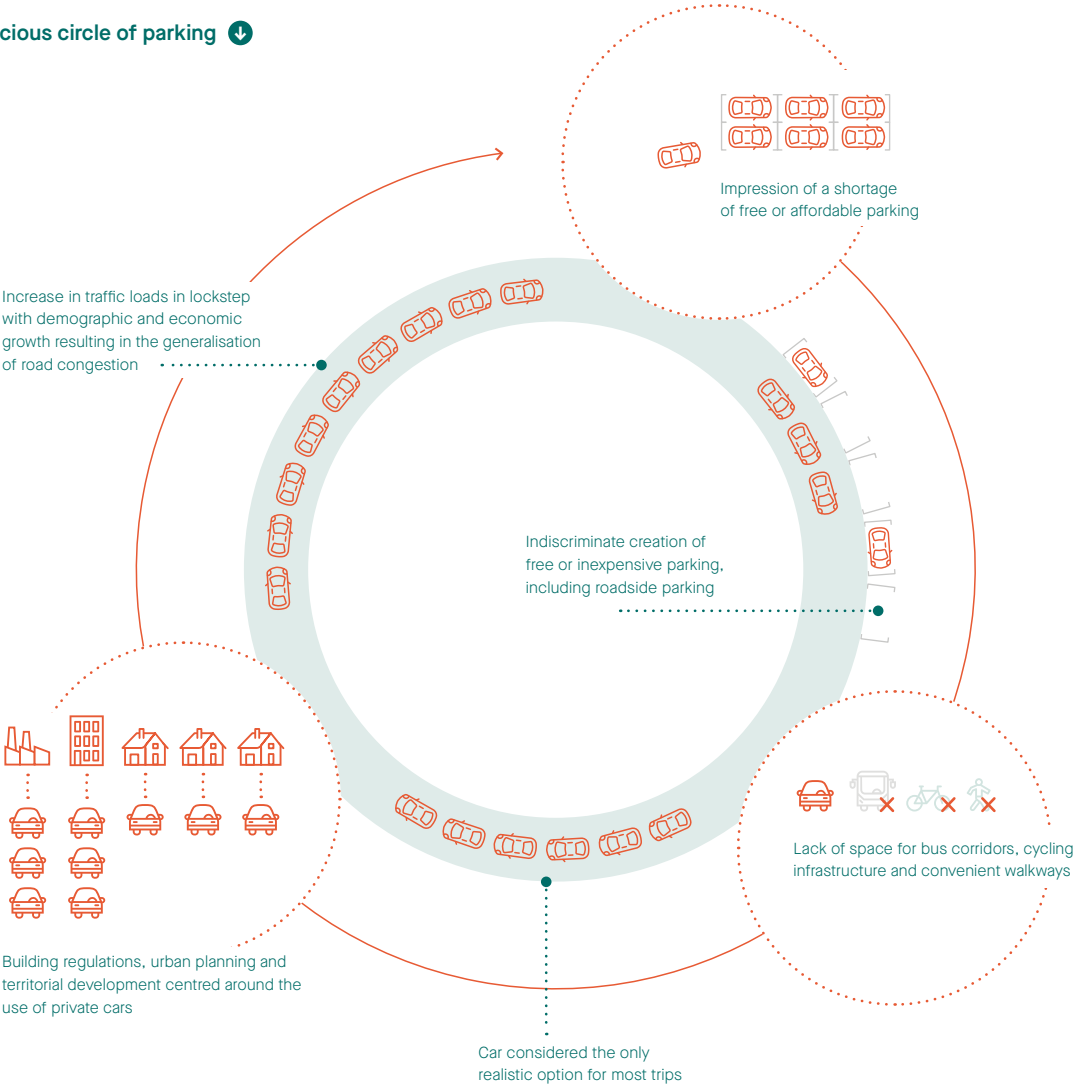 cious circle of parking
Impression of a shortage
of free or affordable parking
Increase in traffic loads in lockstep
with demographic and economic
growth resulting in the generalisation
of road congestion
Indiscriminate creation of
free or inexpensive parking,
including roadside parking
Lack of space for bus corridors, cycling
infrastructure and convenient walkways
Building regulations, urban planning and
territorial development centred around the
use of private cars
Car considered the only
realistic option for most trips